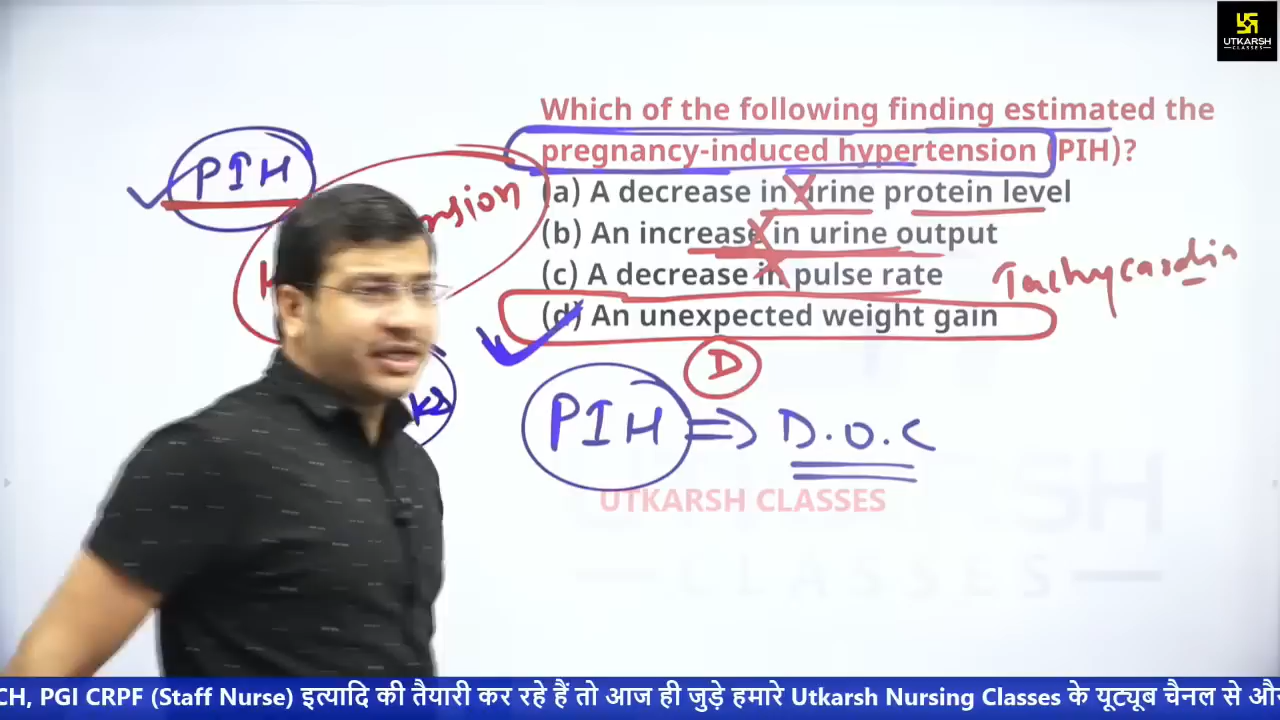 UTKARSH
CLASSES
Which of the following finding estimated the
pregnancy-induced hypertension (PIH)?
(a) A decrease in urine protein level
(b) An increase in urine output
(c) A decrease in pulse rate
(d) An unexpected weight gain
PIH
Tachycardia
D
PIH ⇒ D.O.C
UTKARSH CLASSES
CLASSES
CH, PGI CRPF (Staff Nurse) इत्यादि की तैयारी कर रहे हैं तो आज ही जुड़े हमारे Utkarsh Nursing Classes के यूट्यूब चैनल से